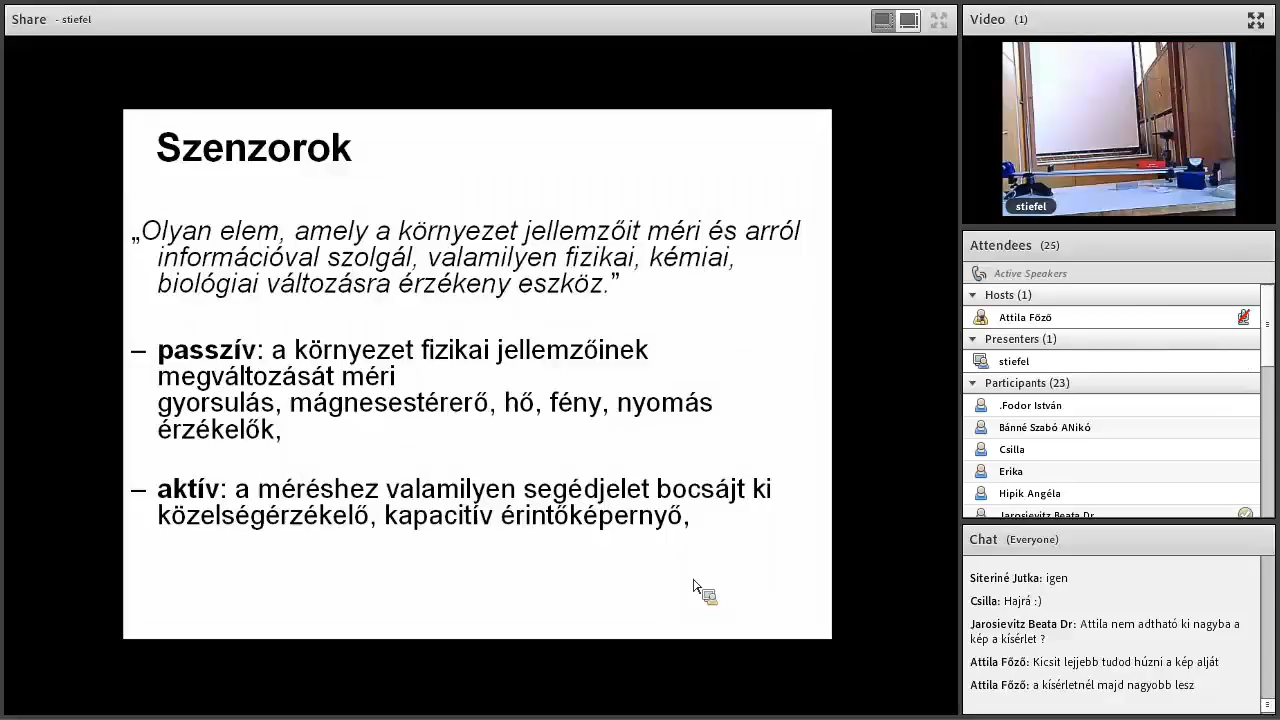 Share - stiefel
Szenzorok
„Olyan elem, amely a környezet jellemzőit méri és arról
információval szolgál, valamilyen fizikai, kémiai,
biológiai változásra érzékeny eszköz.”
– passzív: a környezet fizikai jellemzőinek
megváltozását méri
gyorsulás, mágnesestérerő, hő, fény, nyomás
érzékelők,
– aktív: a méréshez valamilyen segédjelet bocsájt ki
közelségérzékelő, kapacitív érintőképernyő,
Video (1)
stiefel
Attendees (25)
Active Speakers
Hosts (1)
Attila Főző
Presenters (1)
stiefel
Participants (23)
.Fodor István
Bánné Szabó ANikó
Csilla
Erika
Hipik Angéla
Jarosievitz Beata Dr
Chat (Everyone)
Siteriné Jutka: igen
Csilla: Hajrá :)
Jarosievitz Beata Dr: Attila nem adtható ki nagyba a
kép a kísérlet ?
Attila Főző: Kicsit lejjebb tudod húzni a kép alját
Attila Főző: a kísérletnél majd nagyobb lesz